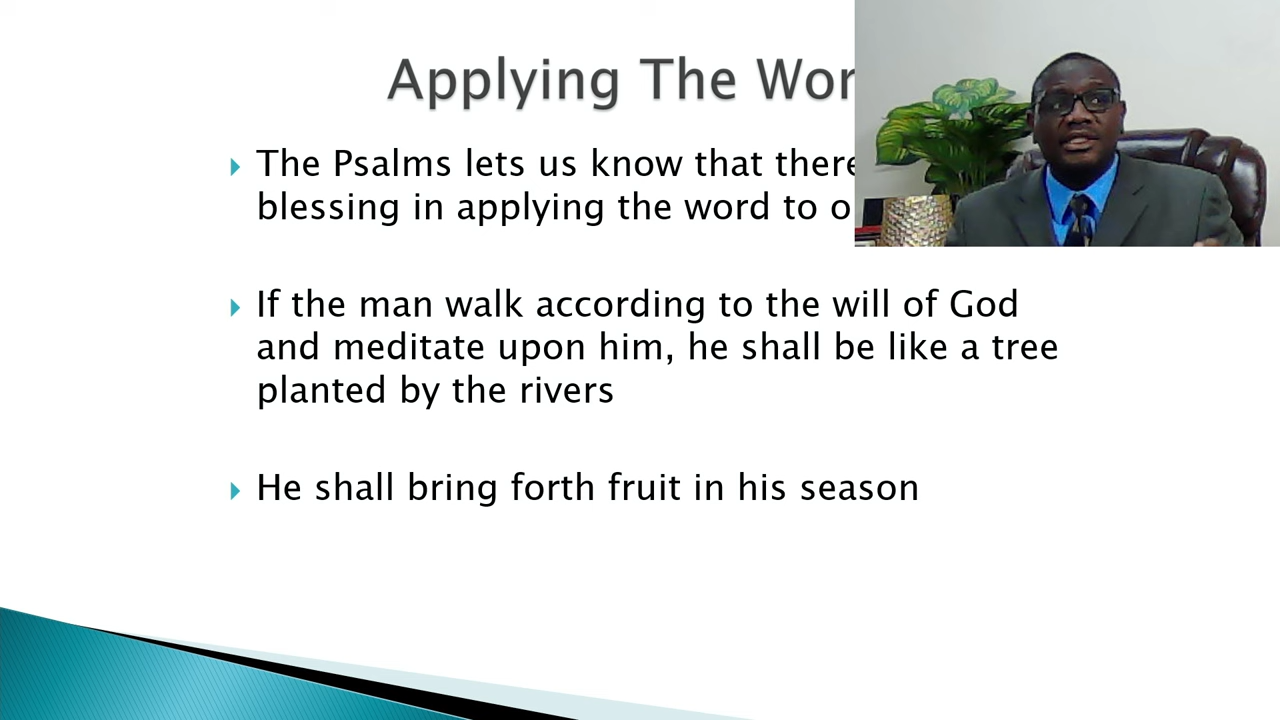 Applying The Wor
The Psalms lets us know that there
blessing in applying the word to o
If the man walk according to the will of God
and meditate upon him, he shall be like a tree
planted by the rivers
He shall bring forth fruit in his season